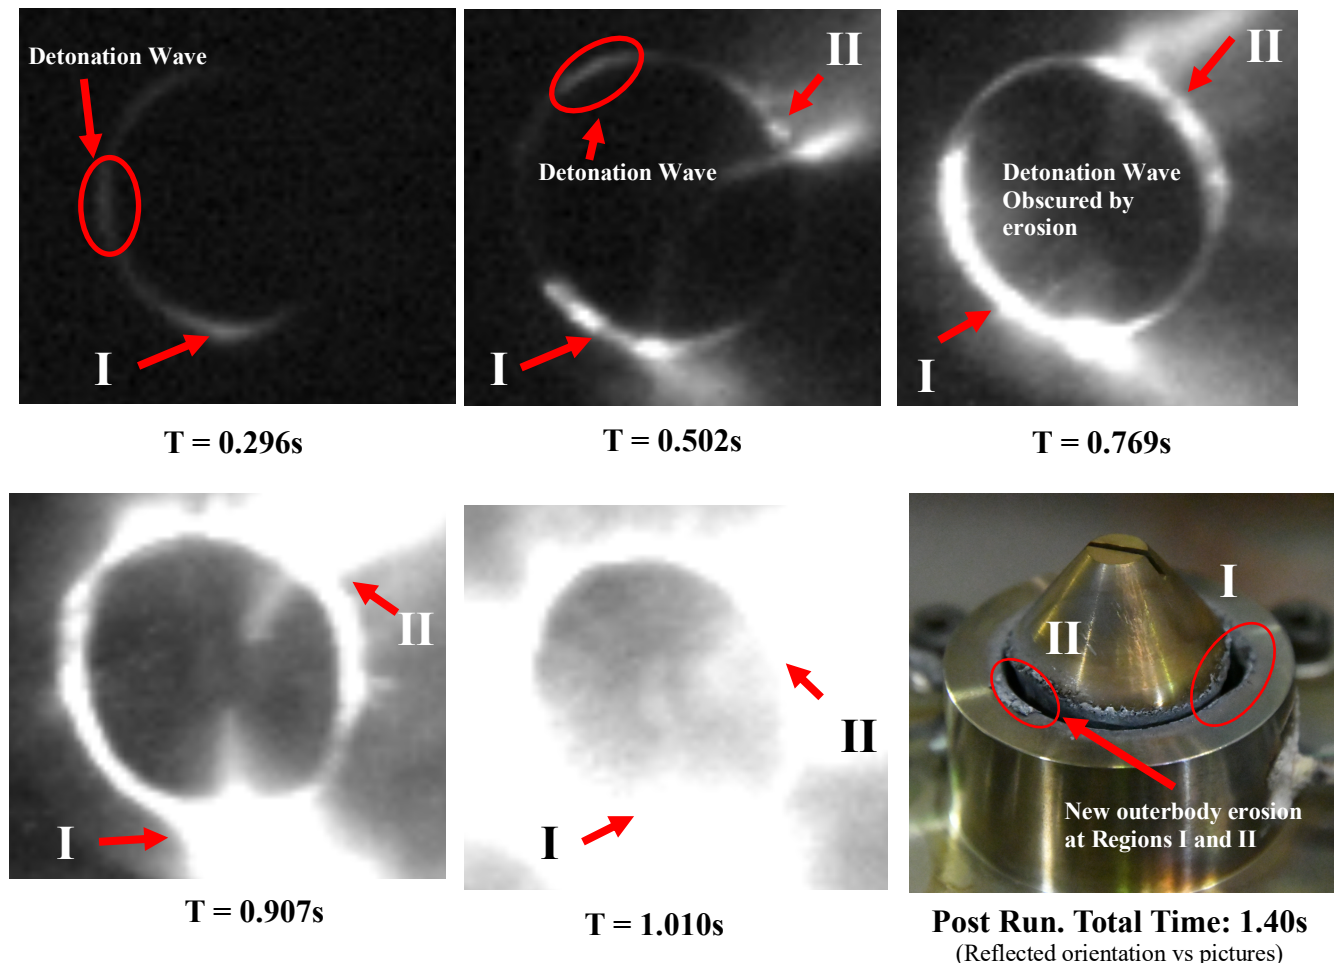 Detonation Wave
I
T = 0.296s
II
Detonation Wave
I
T = 0.502s
II
Detonation Wave
Obscured by
erosion
I
T = 0.769s
II
I
T = 0.907s
II
I
T = 1.010s
I
II
New outerbody erosion
at Regions I and II
Post Run. Total Time: 1.40s
(Reflected orientation vs pictures)